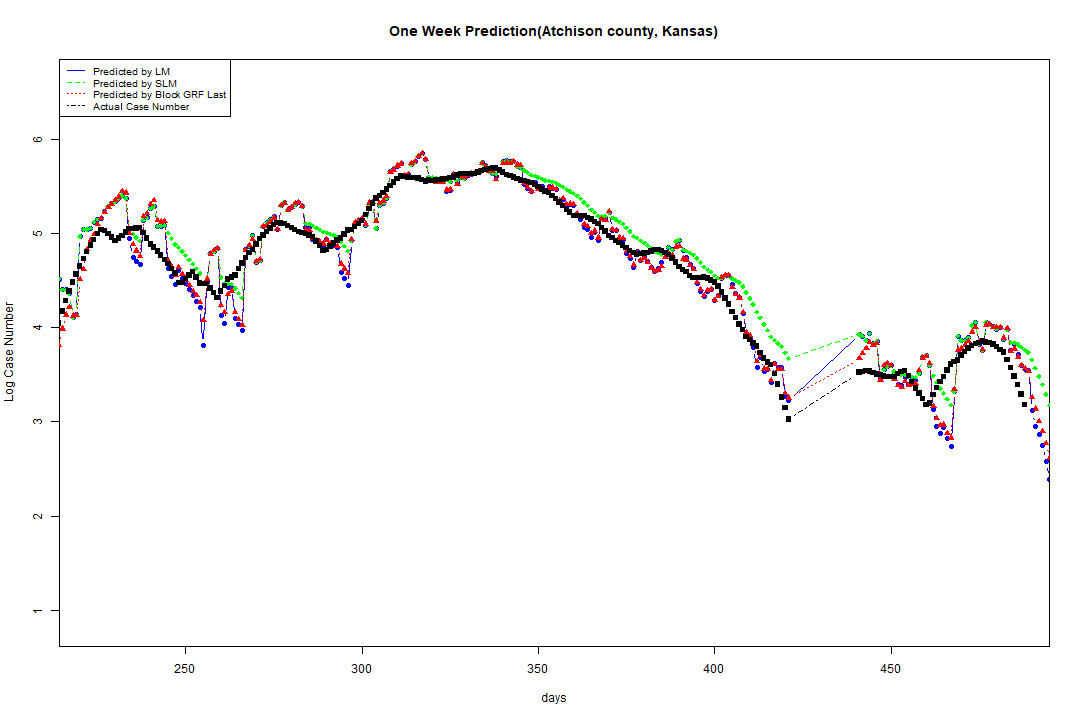 One Week Prediction(Atchison county, Kansas)
Predicted by LM
Predicted by SLM
Predicted by Block GRF Last
Actual Case Number
6
5
4
3
2
1
Log Case Number
250 300 350 400 450
days